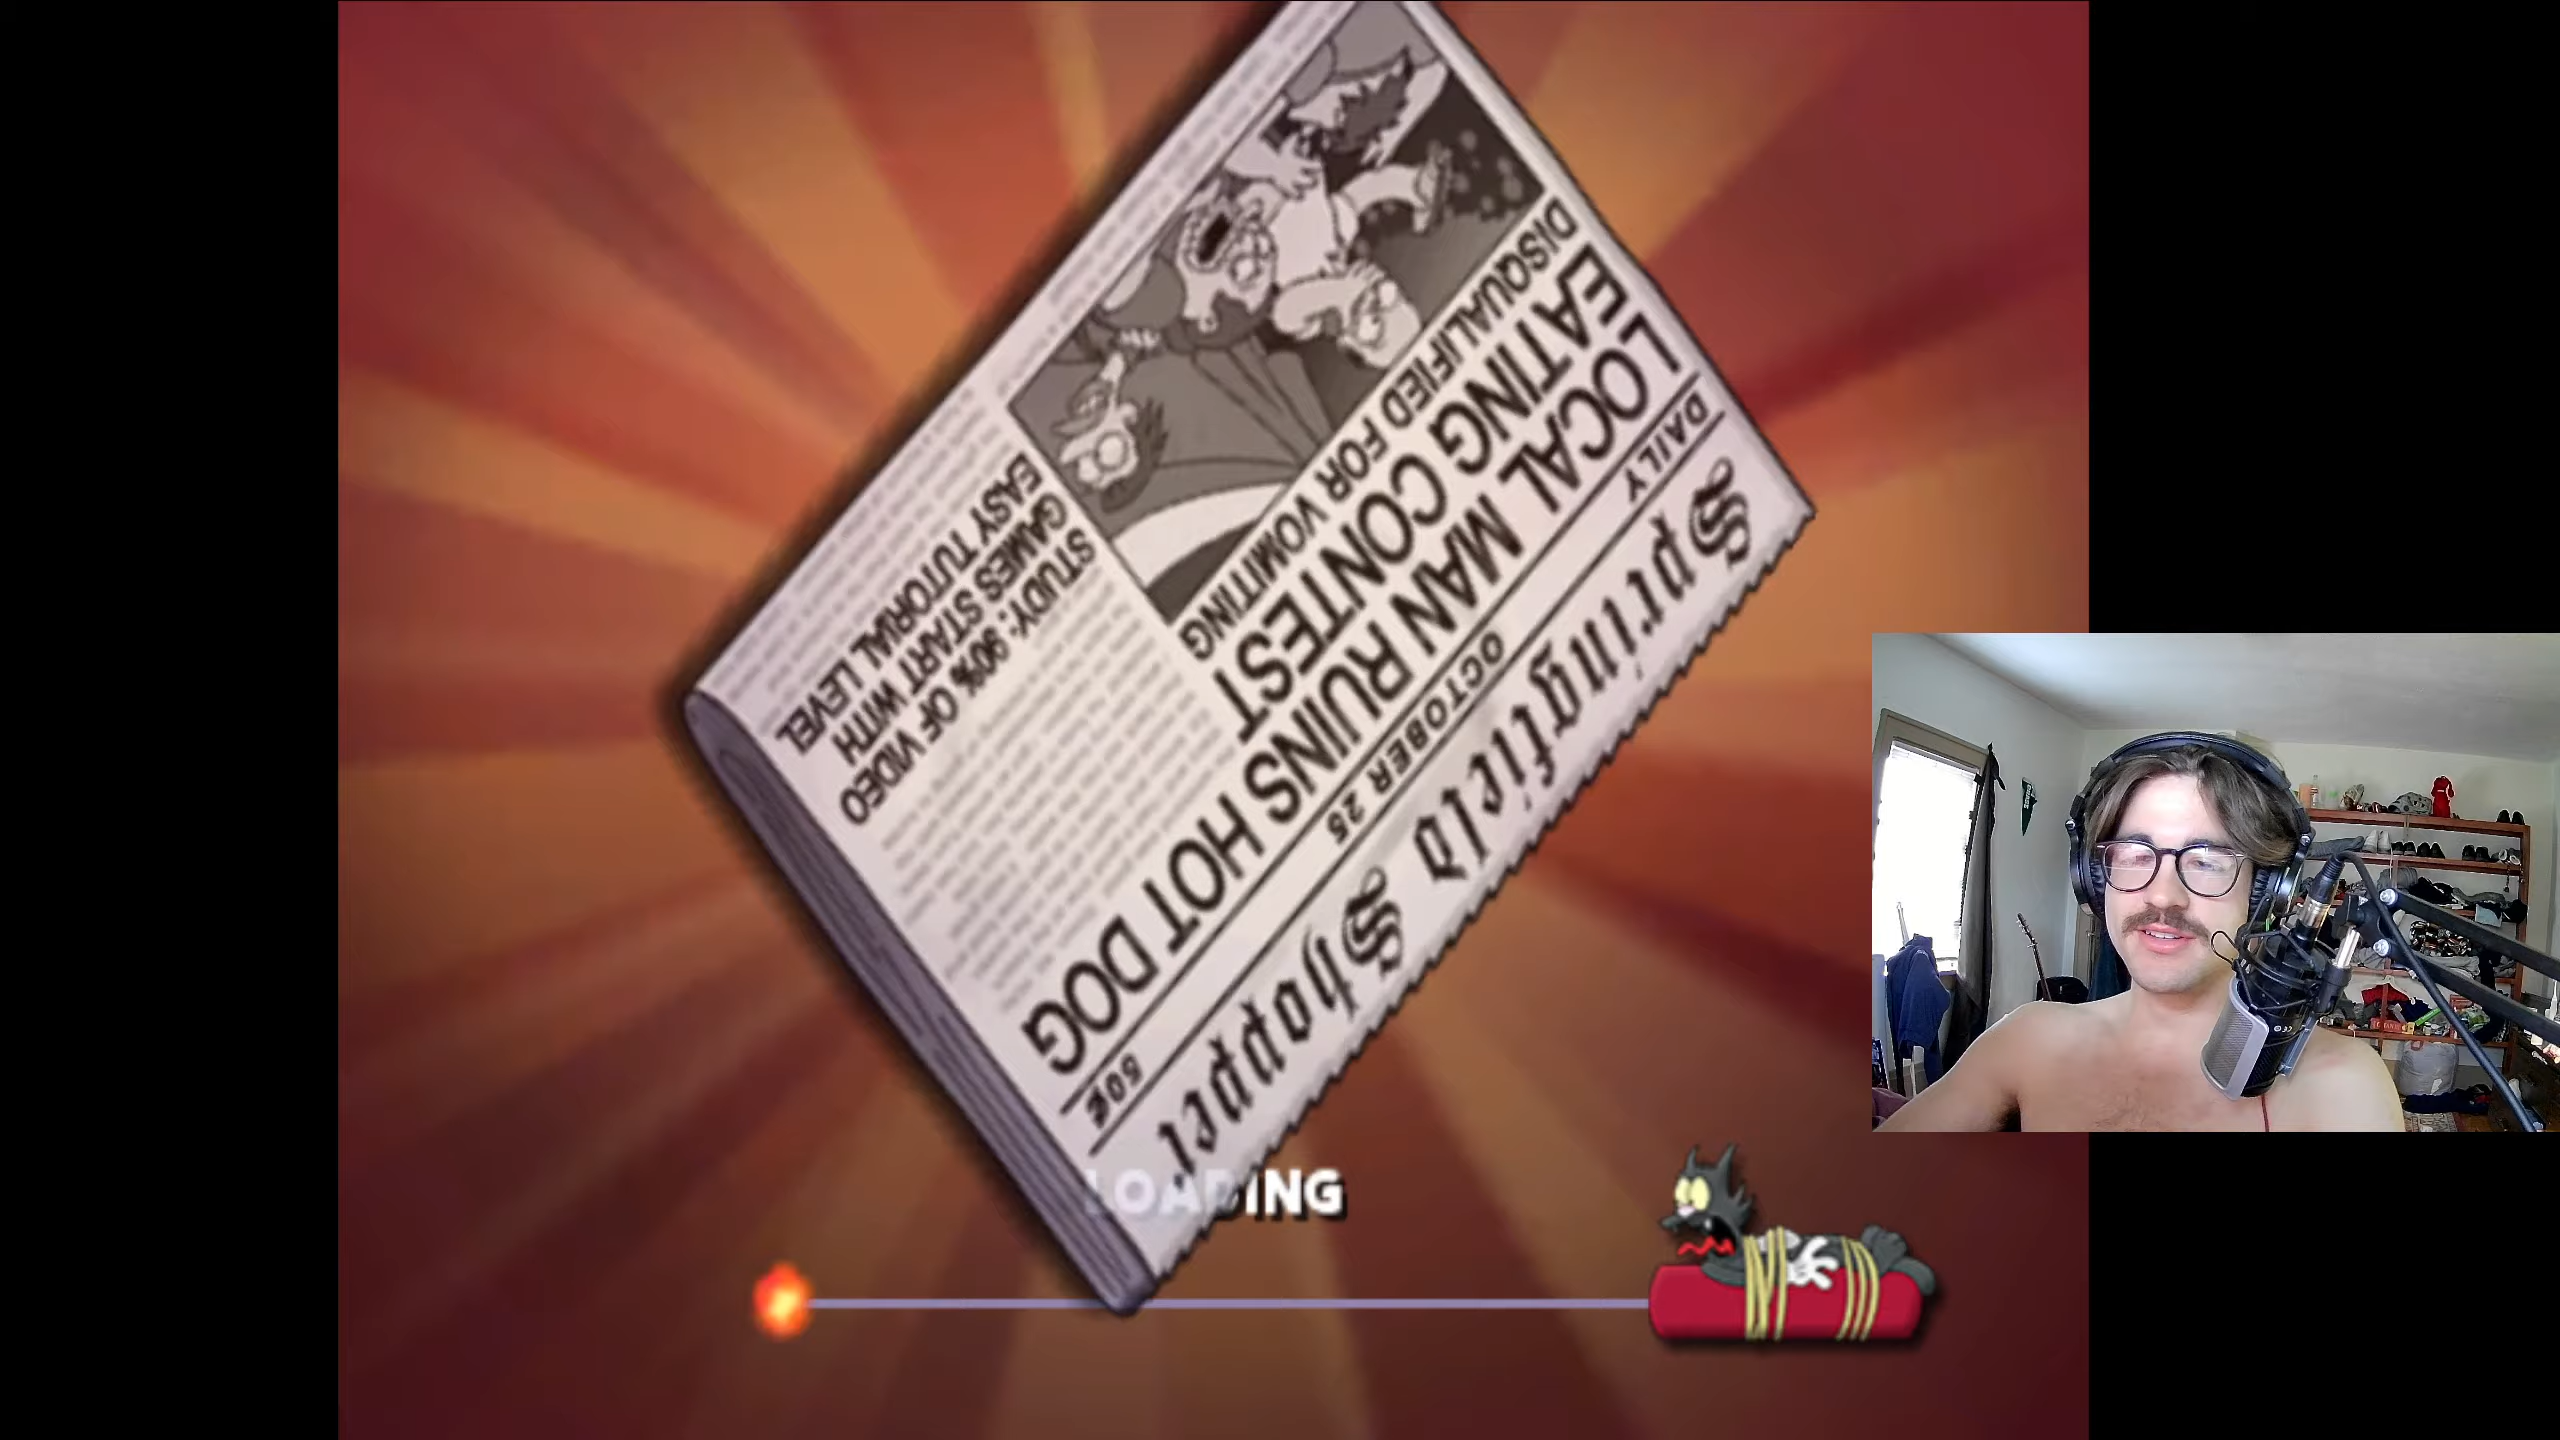 Springfield Shopper
DAILY OCTOBER 25 50¢
LOCAL MAN RUINS HOT DOG
EATING CONTEST
DISQUALIFIED FOR VOMITING
STUDY: 90% OF VIDEO
GAMES START WITH
EASY TUTORIAL LEVEL
LOADING